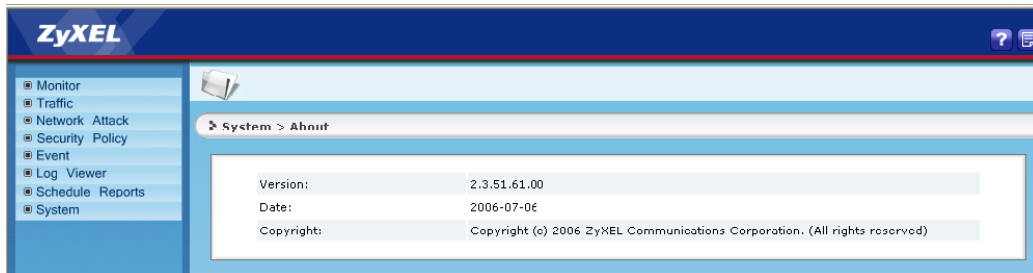 ZyXEL
?
Monitor
Traffic
Network Attack
Security Policy
Event
Log Viewer
Schedule Reports
System
System > About
Version: 2.3.51.61.00
Date: 2006-07-06
Copyright: Copyright (c) 2006 ZyXEL Communications Corporation. (All rights reserved)